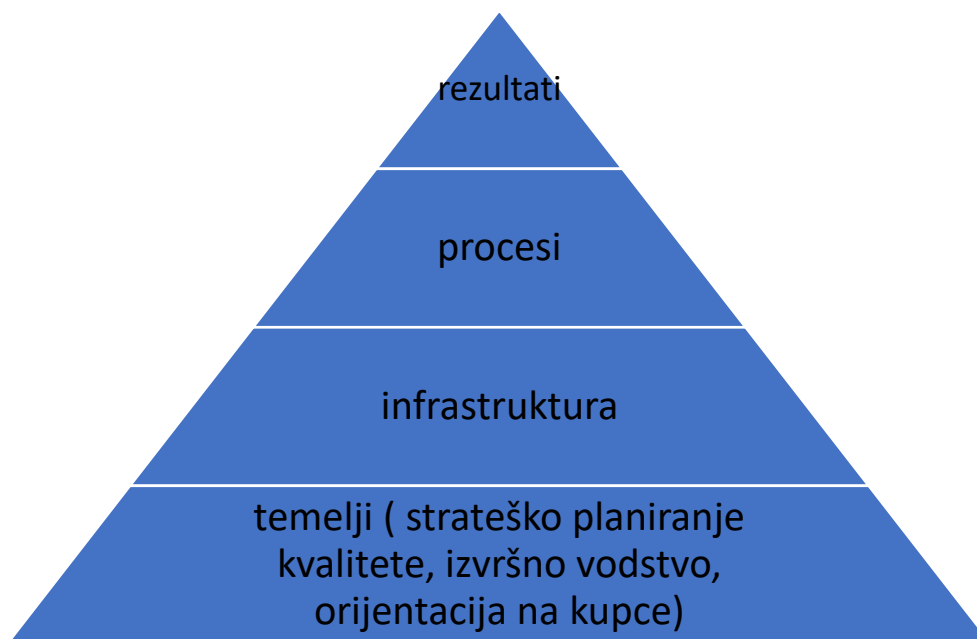 rezultati
procesi
infrastruktura
temelji ( strateško planiranje
kvalitete, izvršno vodstvo,
orijentacija na kupce)